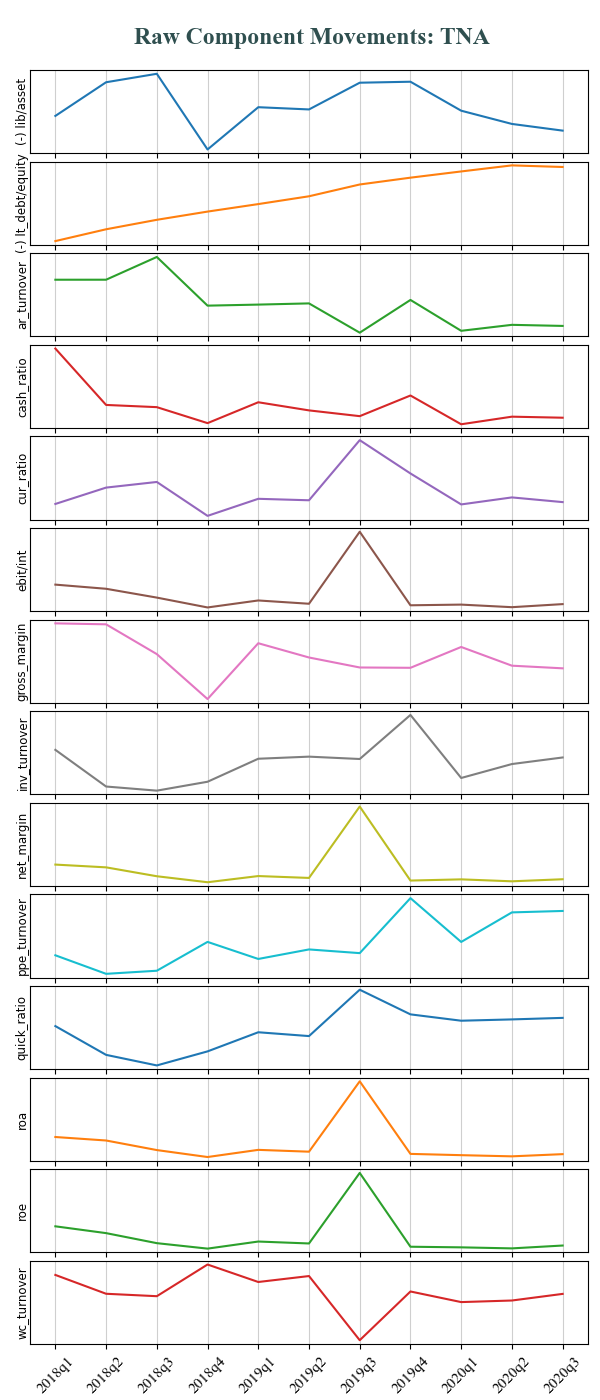 Raw Component Movements: TNA
(-) lib/asset
(-) lt_debt/equity
ar_turnover
cash_ratio
cur_ratio
ebit/int
gross_margin
inv_turnover
net_margin
ppe_turnover
quick_ratio
roa
roe
wc_turnover
2018q1 2018q2 2018q3 2018q4 2019q1 2019q2 2019q3 2019q4 2020q1 2020q2 2020q3